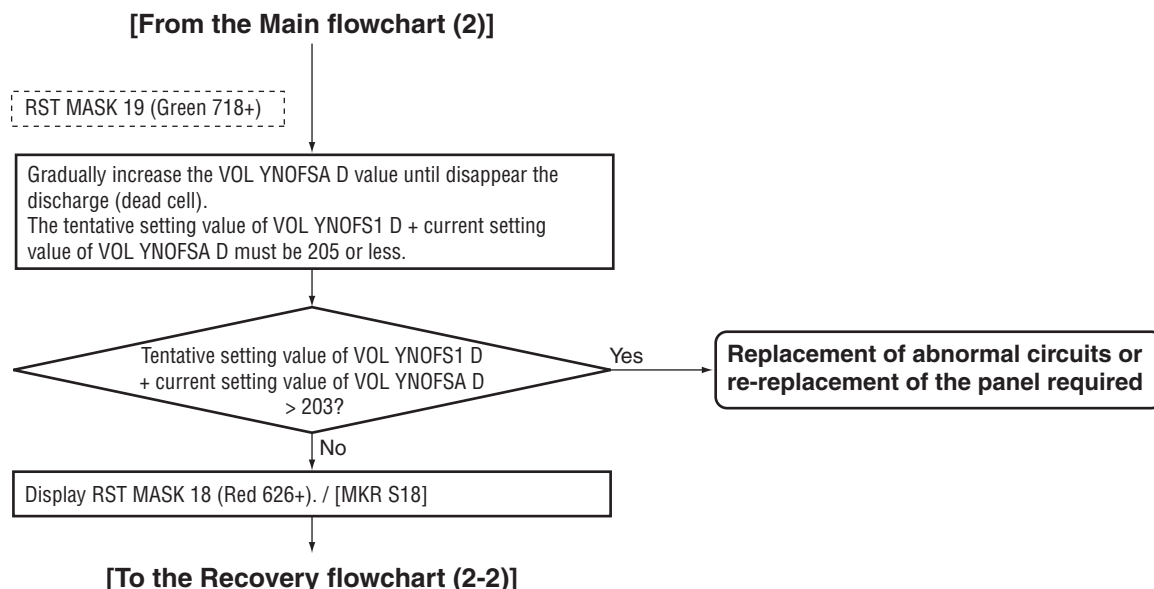 [From the Main flowchart (2)]
RST MASK 19 (Green 718+)
Gradually increase the VOL YNOFSA D value until disappear the
discharge (dead cell).
The tentative setting value of VOL YNOFS1 D + current setting
value of VOL YNOFSA D must be 205 or less.
Tentative setting value of VOL YNOFS1 D
+ current setting value of VOL YNOFSA D
> 203?
Yes
Replacement of abnormal circuits or
re-replacement of the panel required
No
Display RST MASK 18 (Red 626+). / [MKR S18]
[To the Recovery flowchart (2-2)]